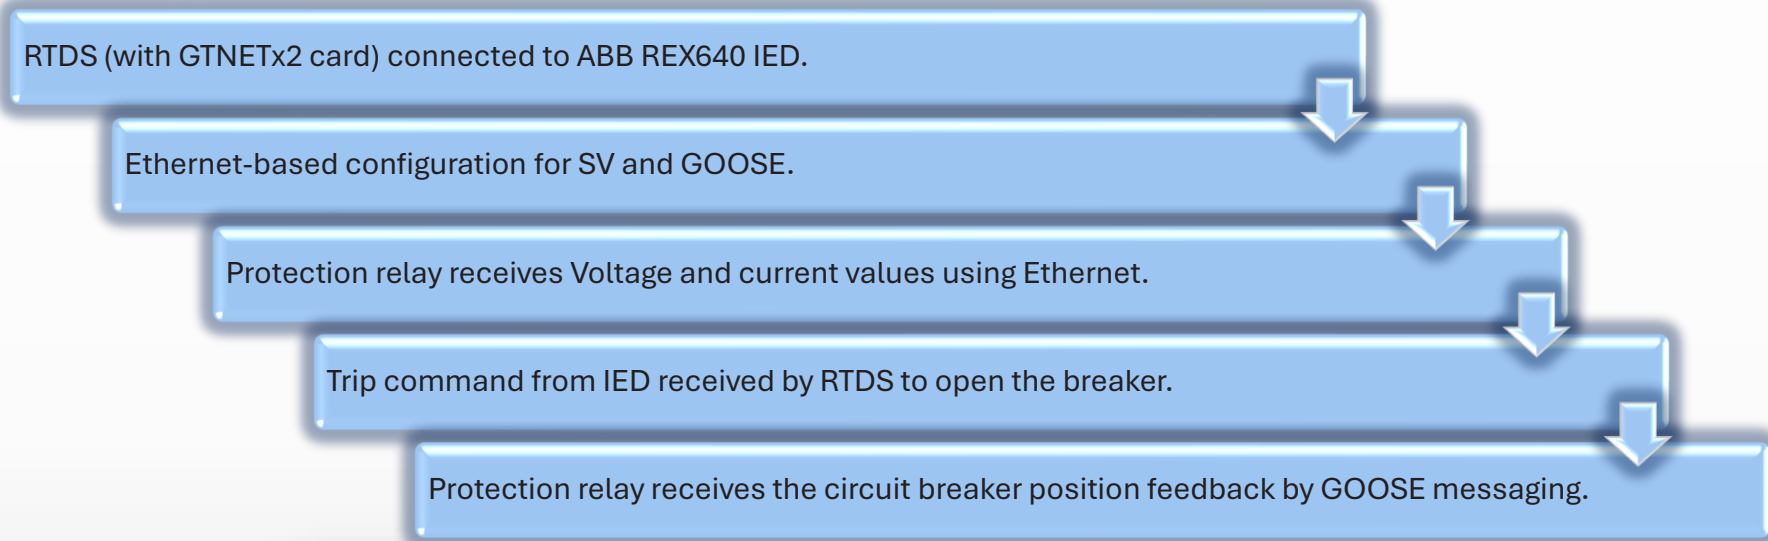 RTDS (with GTNETx2 card) connected to ABB REX640 IED.
Ethernet-based configuration for SV and GOOSE.
Protection relay receives Voltage and current values using Ethernet.
Trip command from IED received by RTDS to open the breaker.
Protection relay receives the circuit breaker position feedback by GOOSE messaging.